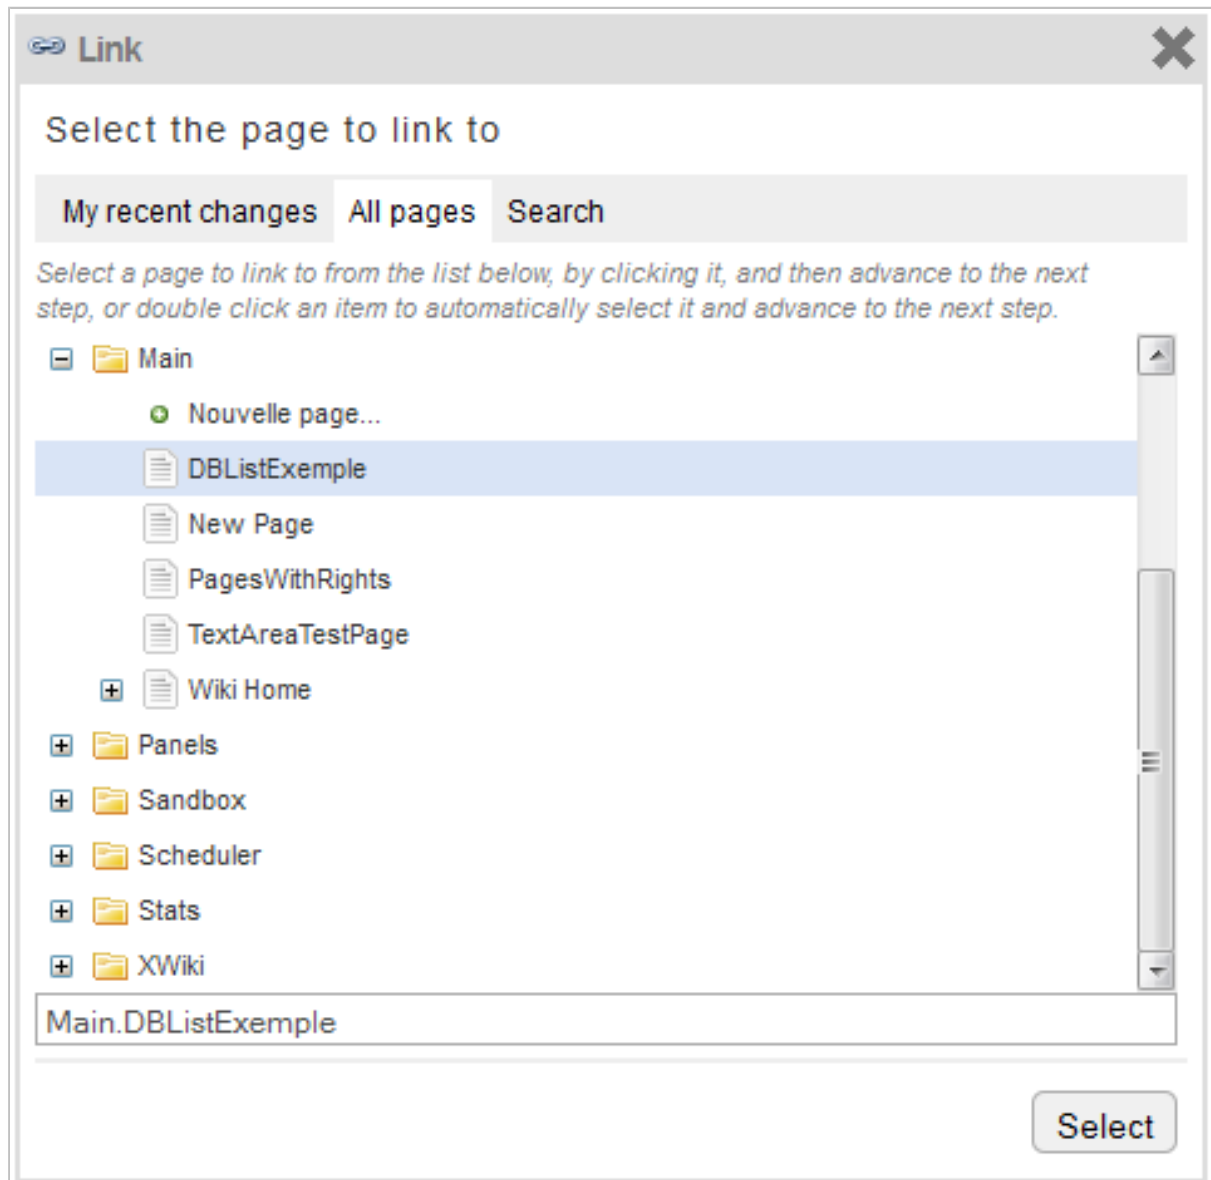 Link
Select the page to link to
My recent changes All pages Search
Select a page to link to from the list below, by clicking it, and then advance to the next
step, or double click an item to automatically select it and advance to the next step.
Main
Nouvelle page...
DBListExemple
New Page
PagesWithRights
TextAreaTestPage
Wiki Home
Panels
Sandbox
Scheduler
Stats
XWiki
Main.DBListExemple
Select